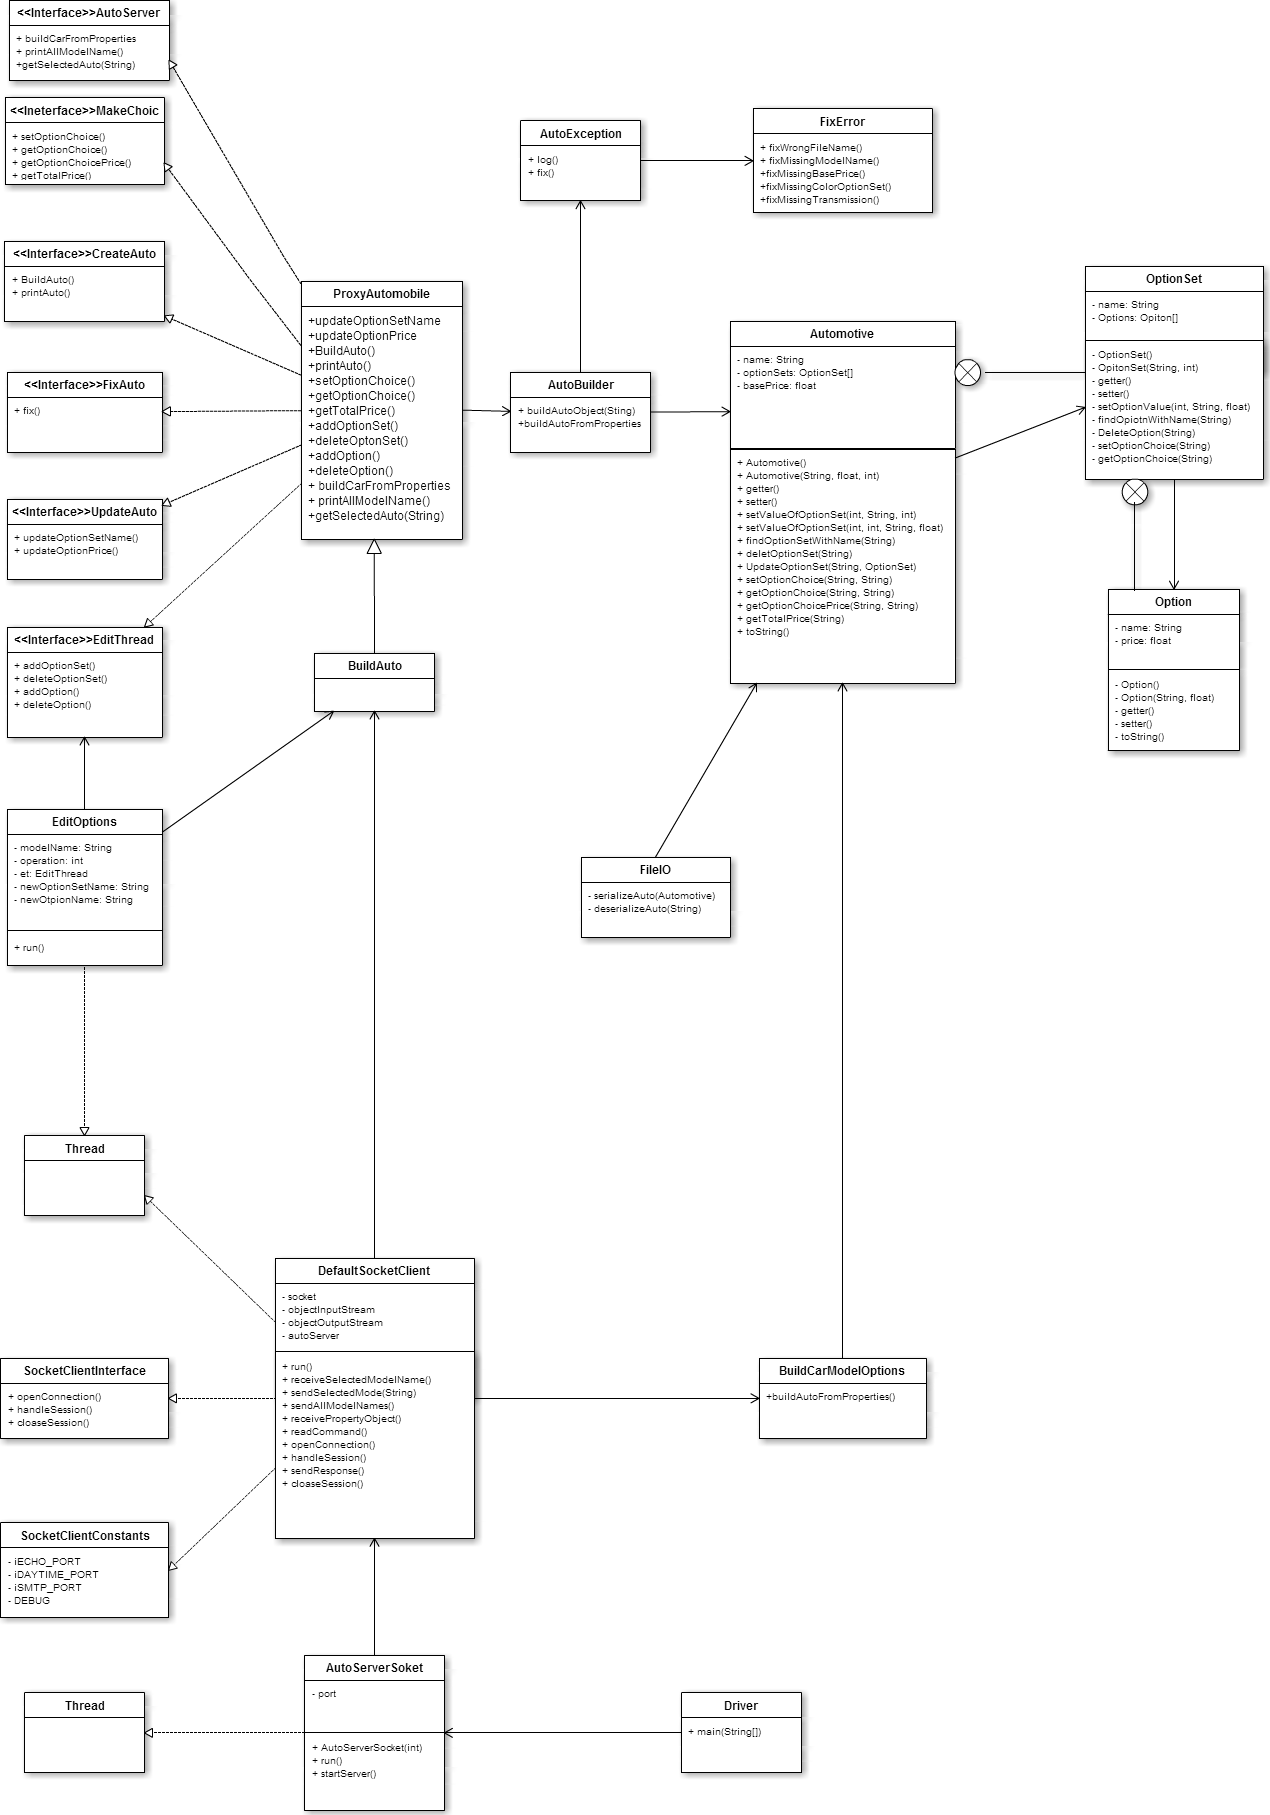 <<Interface>>AutoServer
+ buildCarFromProperties
+ printAllModelName()
+getSelectedAuto(String)
<<Ineterface>>MakeChoic
+ setOptionChoice()
+ getOptionChoice()
+ getOptionChoicePrice()
+ getTotalPrice()
<<Interface>>CreateAuto
+ BuildAuto()
+ printAuto()
<<Interface>>FixAuto
+ fix()
<<Interface>>UpdateAuto
+ updateOptionSetName()
+ updateOptionPrice()
<<Interface>>EditThread
+ addOptionSet()
+ deleteOptionSet()
+ addOption()
+ deleteOption()
ProxyAutomobile
+updateOptionSetName
+updateOptionPrice
+BuildAuto()
+printAuto()
+setOptionChoice()
+getOptionChoice()
+getTotalPrice()
+addOptionSet()
+deleteOptonSet()
+addOption()
+deleteOption()
+ buildCarFromProperties
+ printAllModelName()
+getSelectedAuto(String)
AutoException
+ log()
+ fix()
FixError
+ fixWrongFileName()
+ fixMissingModelName()
+fixMissingBasePrice()
+fixMissingColorOptionSet()
+fixMissingTransmission()
AutoBuilder
+ buildAutoObject(Sting)
+buildAutoFromProperties
Automotive
- name: String
- optionSets: OptionSet[]
- basePrice: float
+ Automotive()
+ Automotive(String, float, int)
+ getter()
+ setter()
+ setValueOfOptionSet(int, String, int)
+ setValueOfOptionSet(int, int, String, float)
+ findOptionSetWithName(String)
+ deletOptionSet(String)
+ UpdateOptionSet(String, OptionSet)
+ setOptionChoice(String, String)
+ getOptionChoice(String, String)
+ getOptionChoicePrice(String, String)
+ getTotalPrice(String)
+ toString()
OptionSet
- name: String
- Options: Opiton[]
- OptionSet()
- OpitonSet(String, int)
- getter()
- setter()
- setOptionValue(int, String, float)
- findOpiotnWithName(String)
- DeleteOption(String)
- setOptionChoice(String)
- getOptionChoice(String)
Option
- name: String
- price: float
- Option()
- Option(String, float)
- getter()
- setter()
- toString()
BuildAuto
EditOptions
- modelName: String
- operation: int
- et: EditThread
- newOptionSetName: String
- newOtpionName: String
+ run()
FileIO
- serializeAuto(Automotive)
- deserializeAuto(String)
Thread
DefaultSocketClient
- socket
- objectInputStream
- objectOutputStream
- autoServer
+ run()
+ receiveSelectedModelName()
+ sendSelectedMode(String)
+ sendAllModelNames()
+ receivePropertyObject()
+ readCommand()
+ openConnection()
+ handleSession()
+ sendResponse()
+ cloaseSession()
SocketClientInterface
+ openConnection()
+ handleSession()
+ cloaseSession()
BuildCarModelOptions
+buildAutoFromProperties()
SocketClientConstants
- iECHO_PORT
- iDAYTIME_PORT
- iSMTP_PORT
- DEBUG
AutoServerSoket
- port
+ AutoServerSocket(int)
+ run()
+ startServer()
Thread
Driver
+ main(String[])